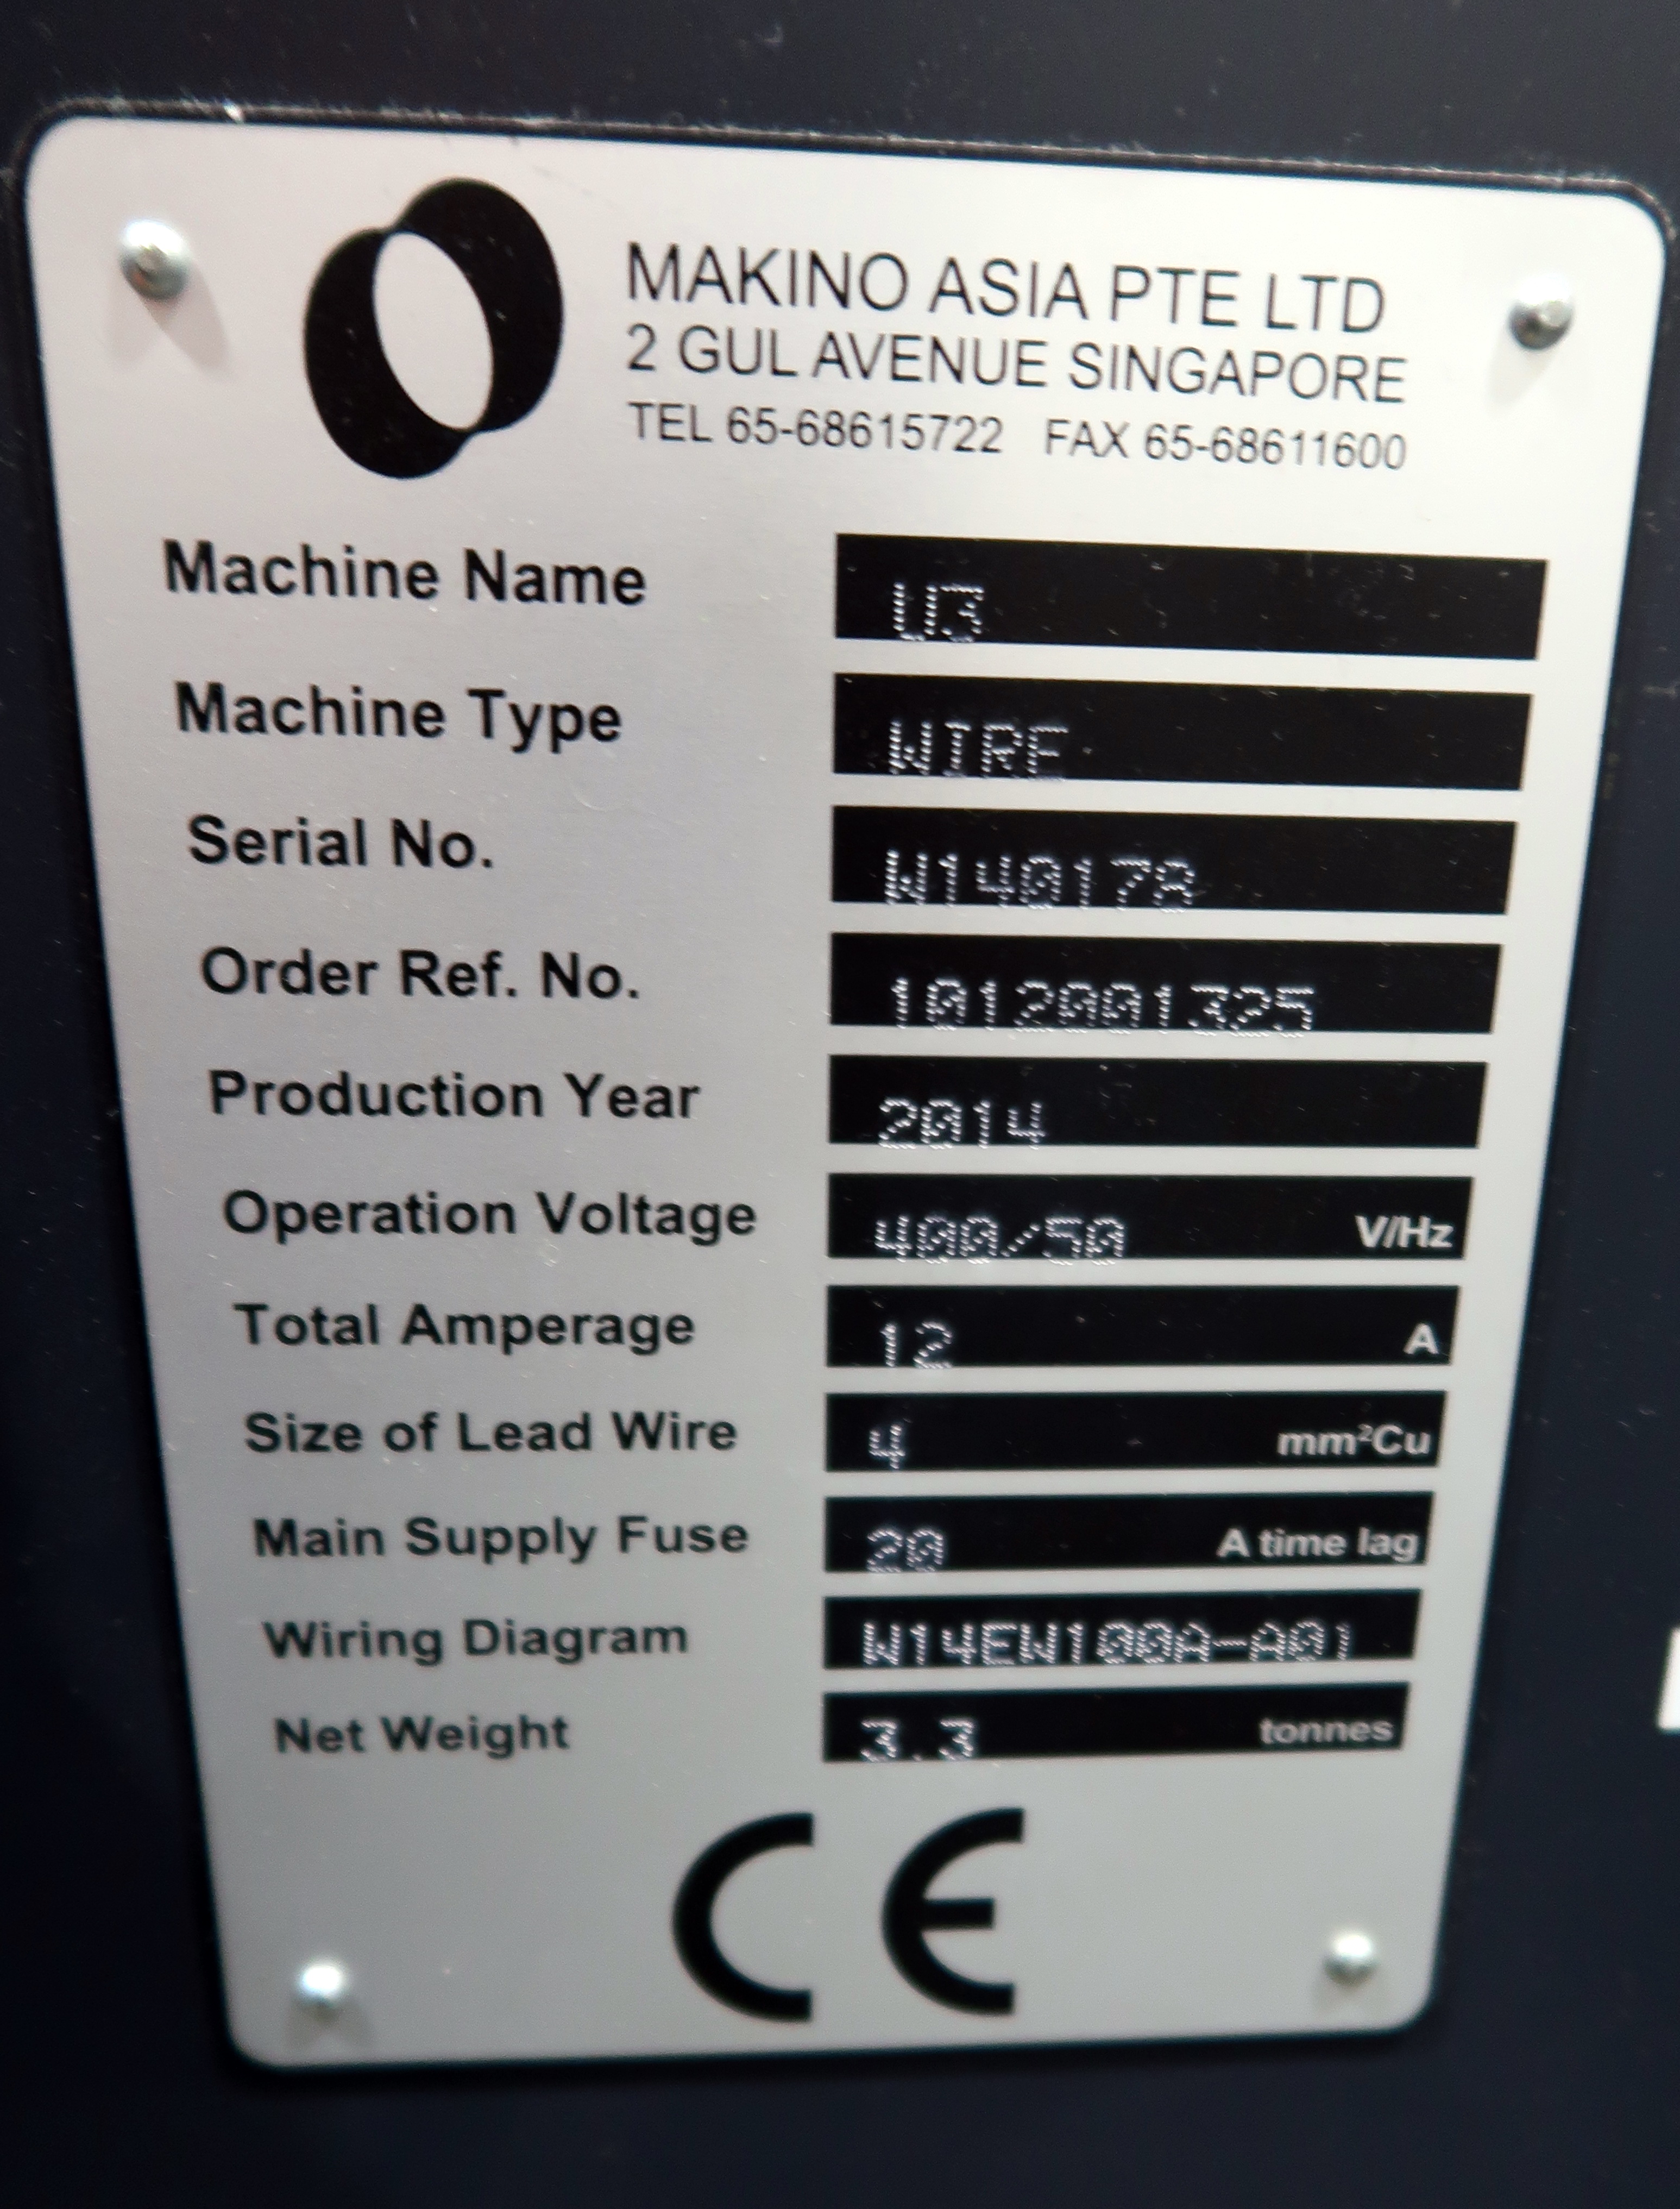 MAKINO ASIA PTE LTD
2 GUL AVENUE SINGAPORE
TEL 65-68615722 FAX 65-68611600
Machine Name U3
Machine Type WIRE
Serial No. W140178
Order Ref. No. 1012001325
Production Year 2014
Operation Voltage 400/50 V/Hz
Total Amperage 12 A
Size of Lead Wire 4 mm²Cu
Main Supply Fuse 20 A time lag
Wiring Diagram W14EW100A-A01
Net Weight 3.3 tonnes
CE